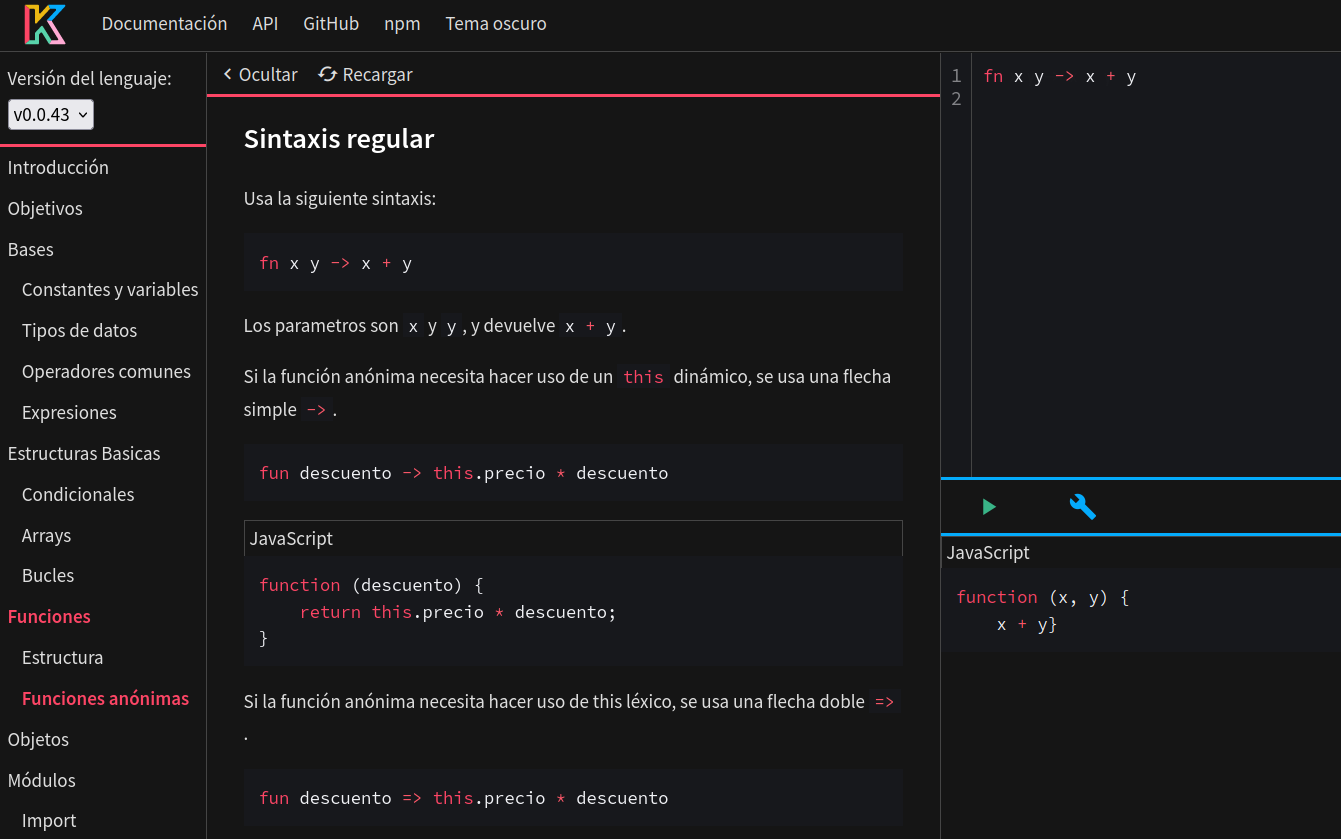 Documentación API GitHub npm Tema oscuro
Versión del lenguaje:
v0.0.43
Introducción
Objetivos
Bases
Constantes y variables
Tipos de datos
Operadores comunes
Expresiones
Estructuras Basicas
Condicionales
Arrays
Bucles
Funciones
Estructura
Funciones anónimas
Objetos
Módulos
Import
Ocultar Recargar
Sintaxis regular
Usa la siguiente sintaxis:
fn x y -> x + y
Los parametros son x y y , y devuelve x + y .
Si la función anónima necesita hacer uso de un this dinámico, se usa una flecha
simple -> .
fun descuento -> this.precio * descuento
JavaScript
function (descuento) {
return this.precio * descuento;
}
Si la función anónima necesita hacer uso de this léxico, se usa una flecha doble =>
.
fun descuento => this.precio * descuento
1 fn x y -> x + y
2
JavaScript
function (x, y) {
x + y}